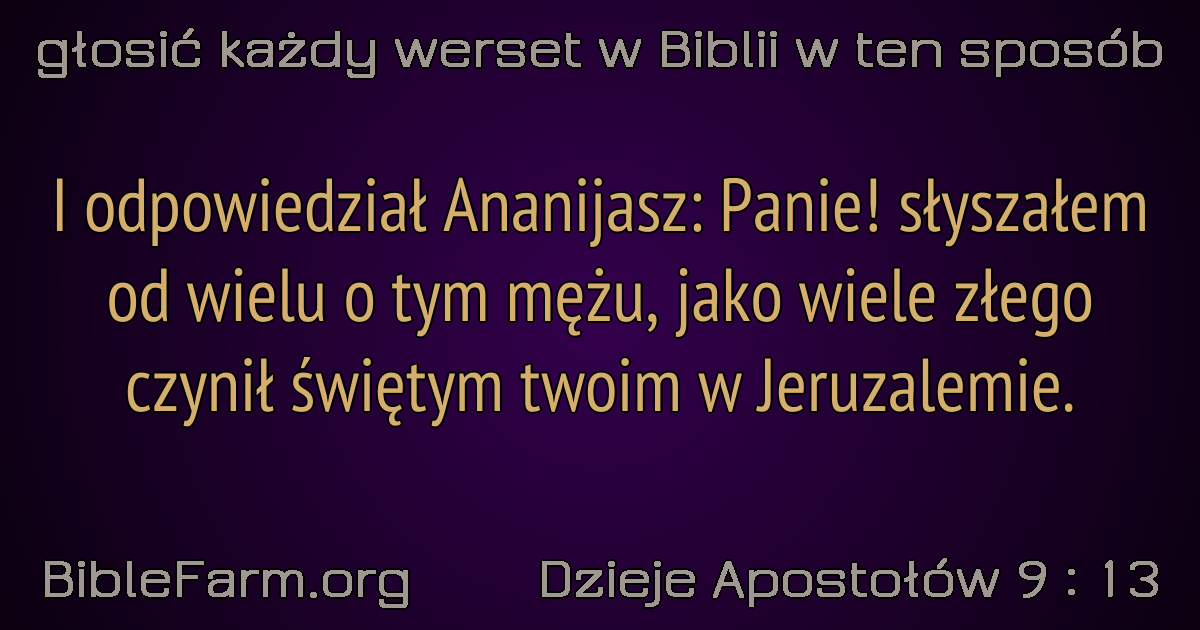 głosić każdy werset w Biblii w ten sposób
I odpowiedział Ananijasz: Panie! słyszałem
od wielu o tym mężu, jako wiele złego
czynił świętym twoim w Jeruzalemie.
BibleFarm.org
Dzieje Apostołów 9 : 13